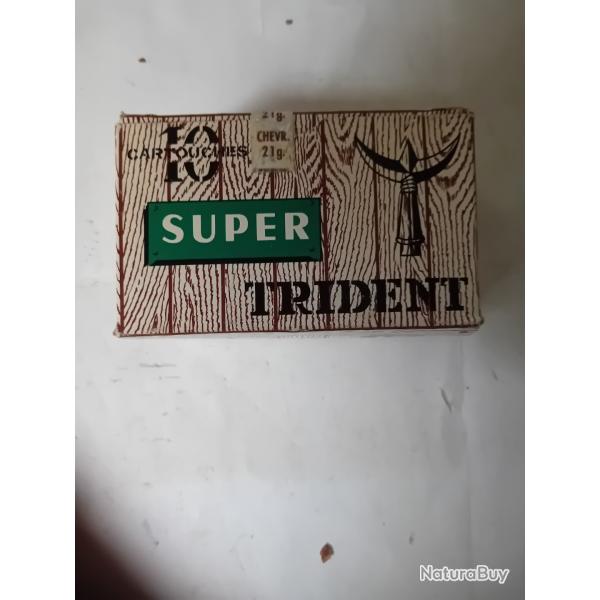 21g.
CHEVR.
21g.
10
CARTOUCHES
SUPER
TRIDENT
NaturaBuy